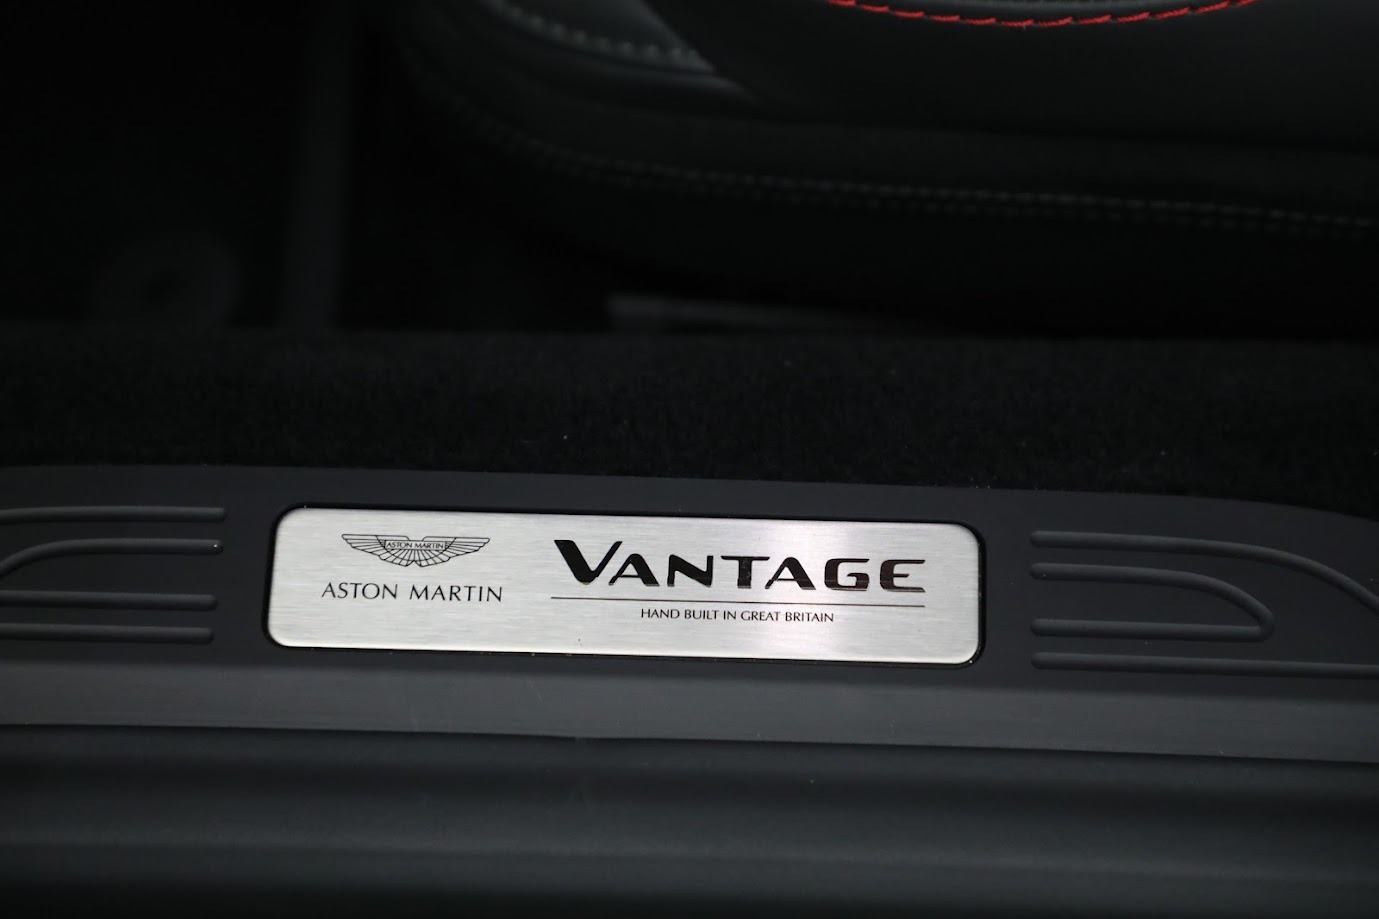 ASTON MARTIN
ASTON MARTIN
VANTAGE
HAND BUILT IN GREAT BRITAIN